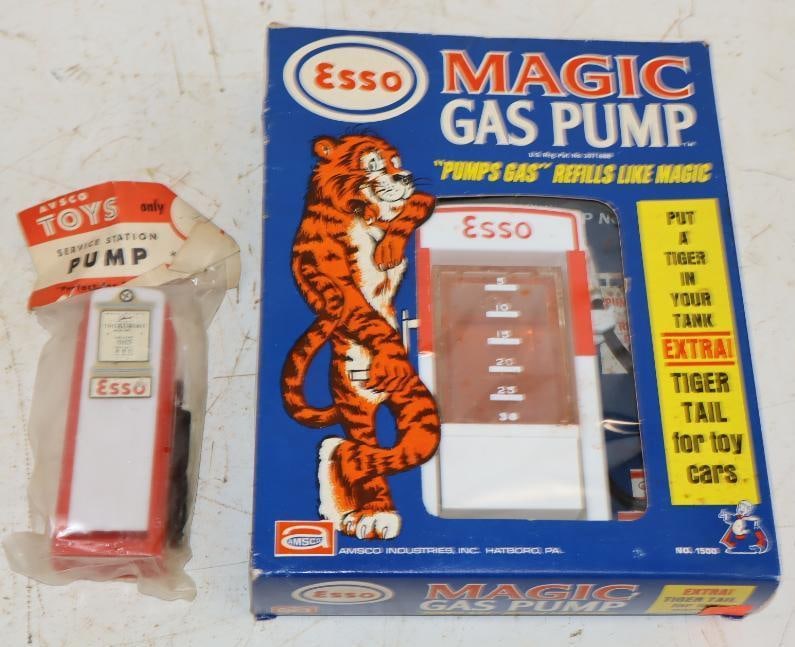 AVSCO
TOYS only
SERVICE STATION
PUMP
Esso
Esso
MAGIC
GAS PUMP
"PUMPS GAS" REFILLS LIKE MAGIC
Esso
5
10
15
20
25
30
PUT
A
TIGER
IN
YOUR
TANK
EXTRA!
TIGER
TAIL
for toy
cars
AMSCO
AMSCO INDUSTRIES, INC. HATBORO, PA.
NO. 1500
Esso
MAGIC
GAS PUMP
EXTRA!
TIGER TAIL